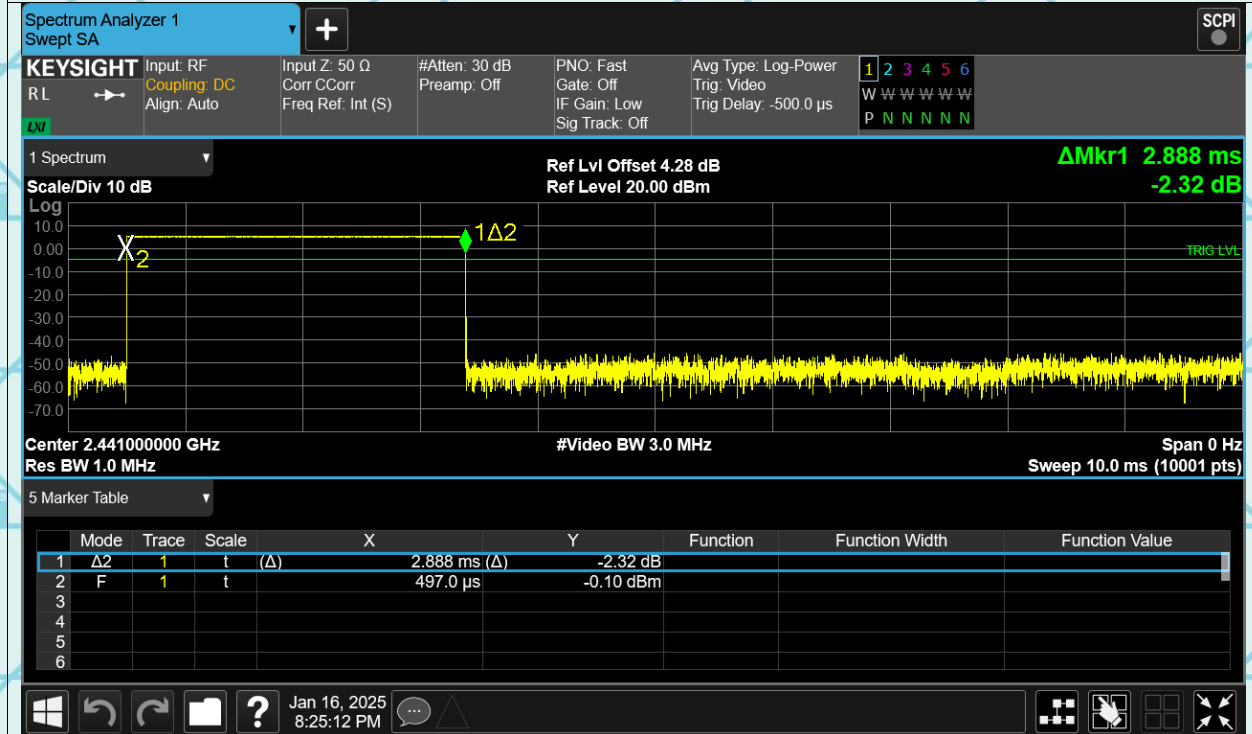 Spectrum Analyzer 1
Swept SA
▼
+
SCPI
KEYSIGHT
R L
LXI
Input: RF
Coupling: DC
Align: Auto
Input Z: 50 Ω
Corr CCorr
Freq Ref: Int (S)
#Atten: 30 dB
Preamp: Off
PNO: Fast
Gate: Off
IF Gain: Low
Sig Track: Off
Avg Type: Log-Power
Trig: Video
Trig Delay: -500.0 µs
1 2 3 4 5 6
W W W W W W
P N N N N N
1 Spectrum ▼
Scale/Div 10 dB
Ref Lvl Offset 4.28 dB
Ref Level 20.00 dBm
ΔMkr1 2.888 ms
-2.32 dB
Log
10.0
0.00
-10.0
-20.0
-30.0
-40.0
-50.0
-60.0
-70.0
X
2
1Δ2
TRIG LVL
Center 2.441000000 GHz #Video BW 3.0 MHz Span 0 Hz
Res BW 1.0 MHz Sweep 10.0 ms (10001 pts)
5 Marker Table ▼
Mode Trace Scale X Y Function Function Width Function Value
1 Δ2 1 t (Δ) 2.888 ms (Δ) -2.32 dB
2 F 1 t 497.0 µs -0.10 dBm
3
4
5
6
?
Jan 16, 2025
8:25:12 PM